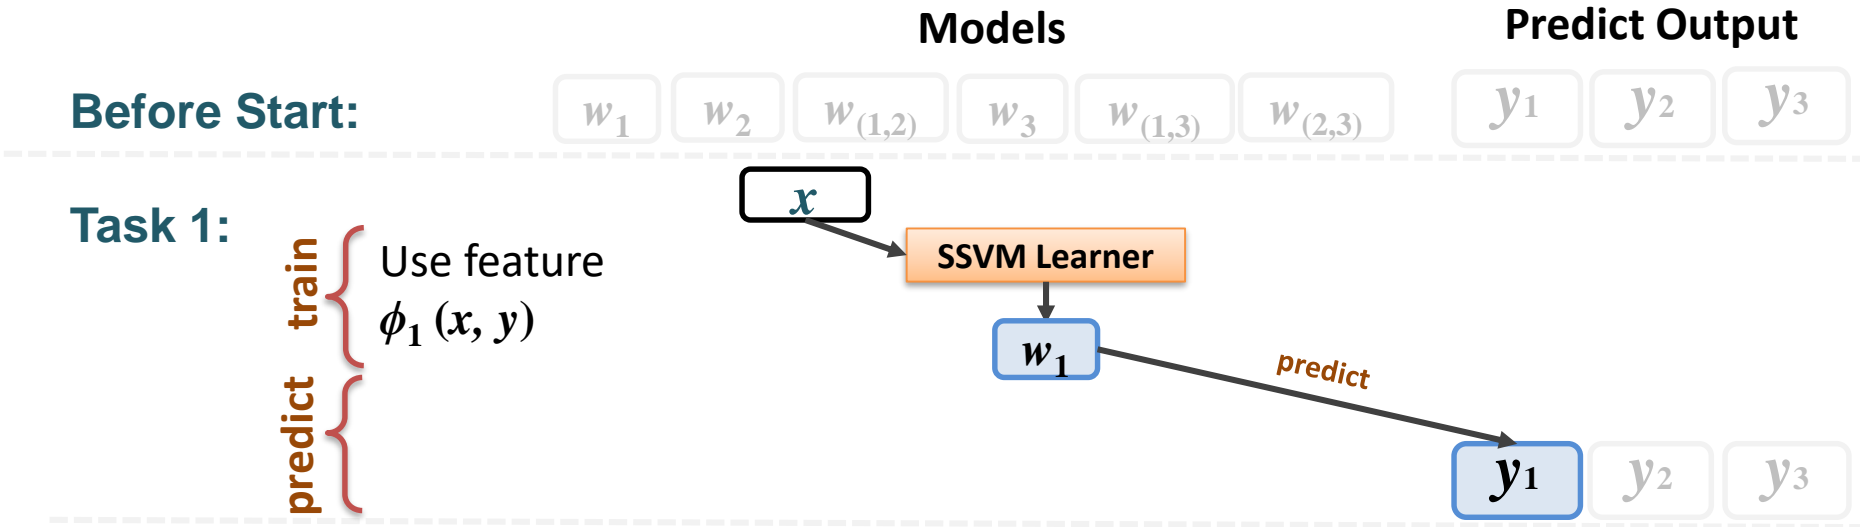 Models Predict Output
Before Start: w1 w2 w(1,2) w3 w(1,3) w(2,3) y1 y2 y3
x
Task 1:
train
Use feature
SSVM Learner
ϕ1 (x, y)
w1
predict
predict
y1 y2 y3